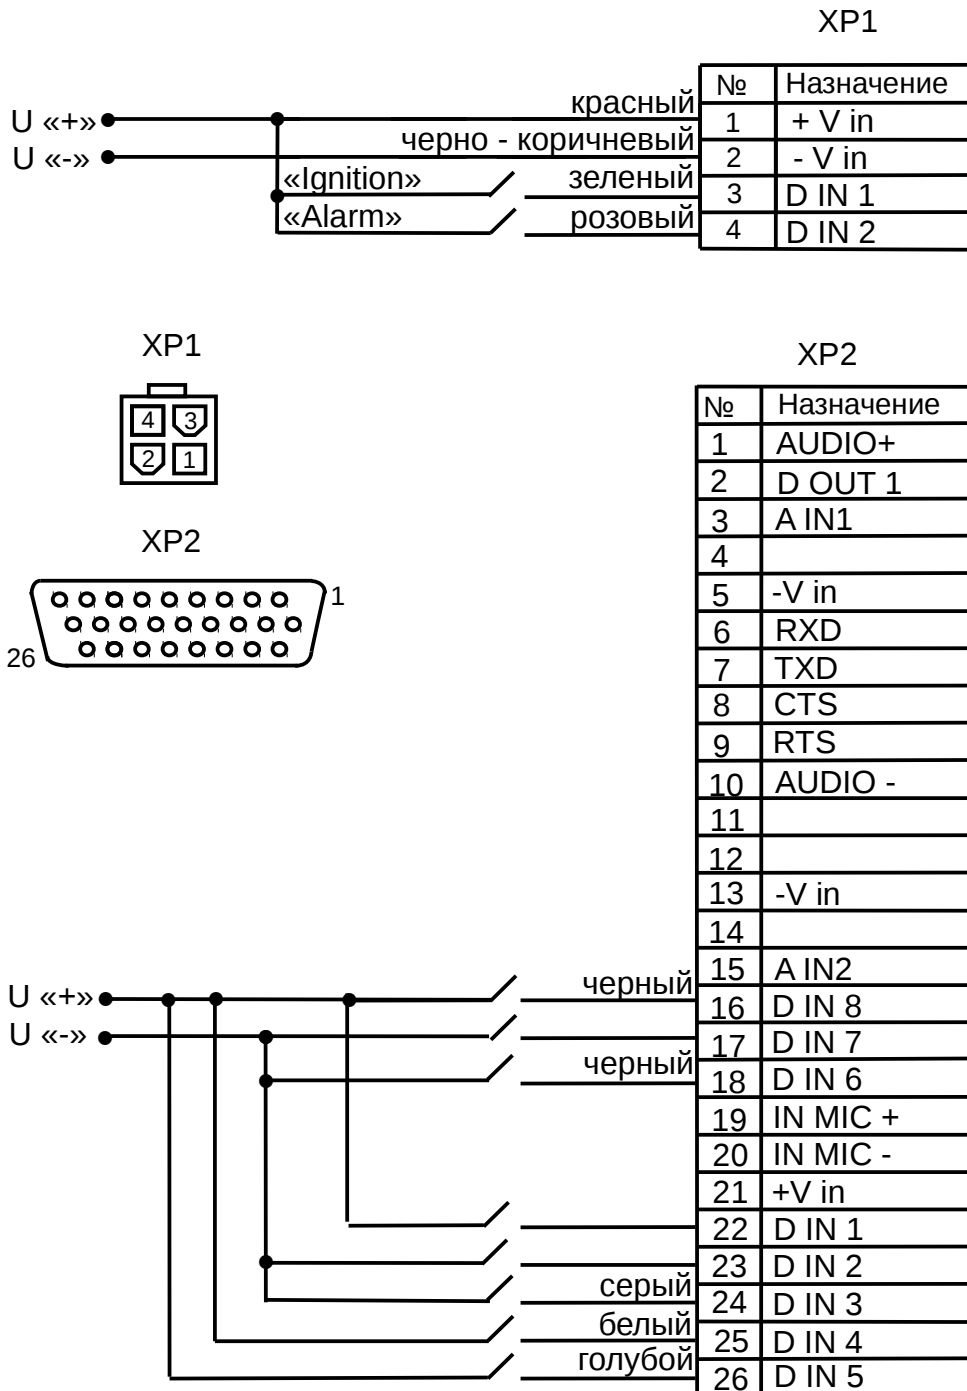 XP1
№ Назначение
красный
U «+»
1 + V in
черно - коричневый
U «-»
2 - V in
«Ignition» зеленый
3 D IN 1
«Alarm» розовый
4 D IN 2
XP1
4 3
2 1
XP2
1
26
XP2
№ Назначение
1 AUDIO+
2 D OUT 1
3 A IN1
4
5 -V in
6 RXD
7 TXD
8 CTS
9 RTS
10 AUDIO -
11
12
13 -V in
14
15 A IN2
U «+» черный
16 D IN 8
U «-»
17 D IN 7
черный
18 D IN 6
19 IN MIC +
20 IN MIC -
21 +V in
22 D IN 1
23 D IN 2
серый
24 D IN 3
белый
25 D IN 4
голубой
26 D IN 5